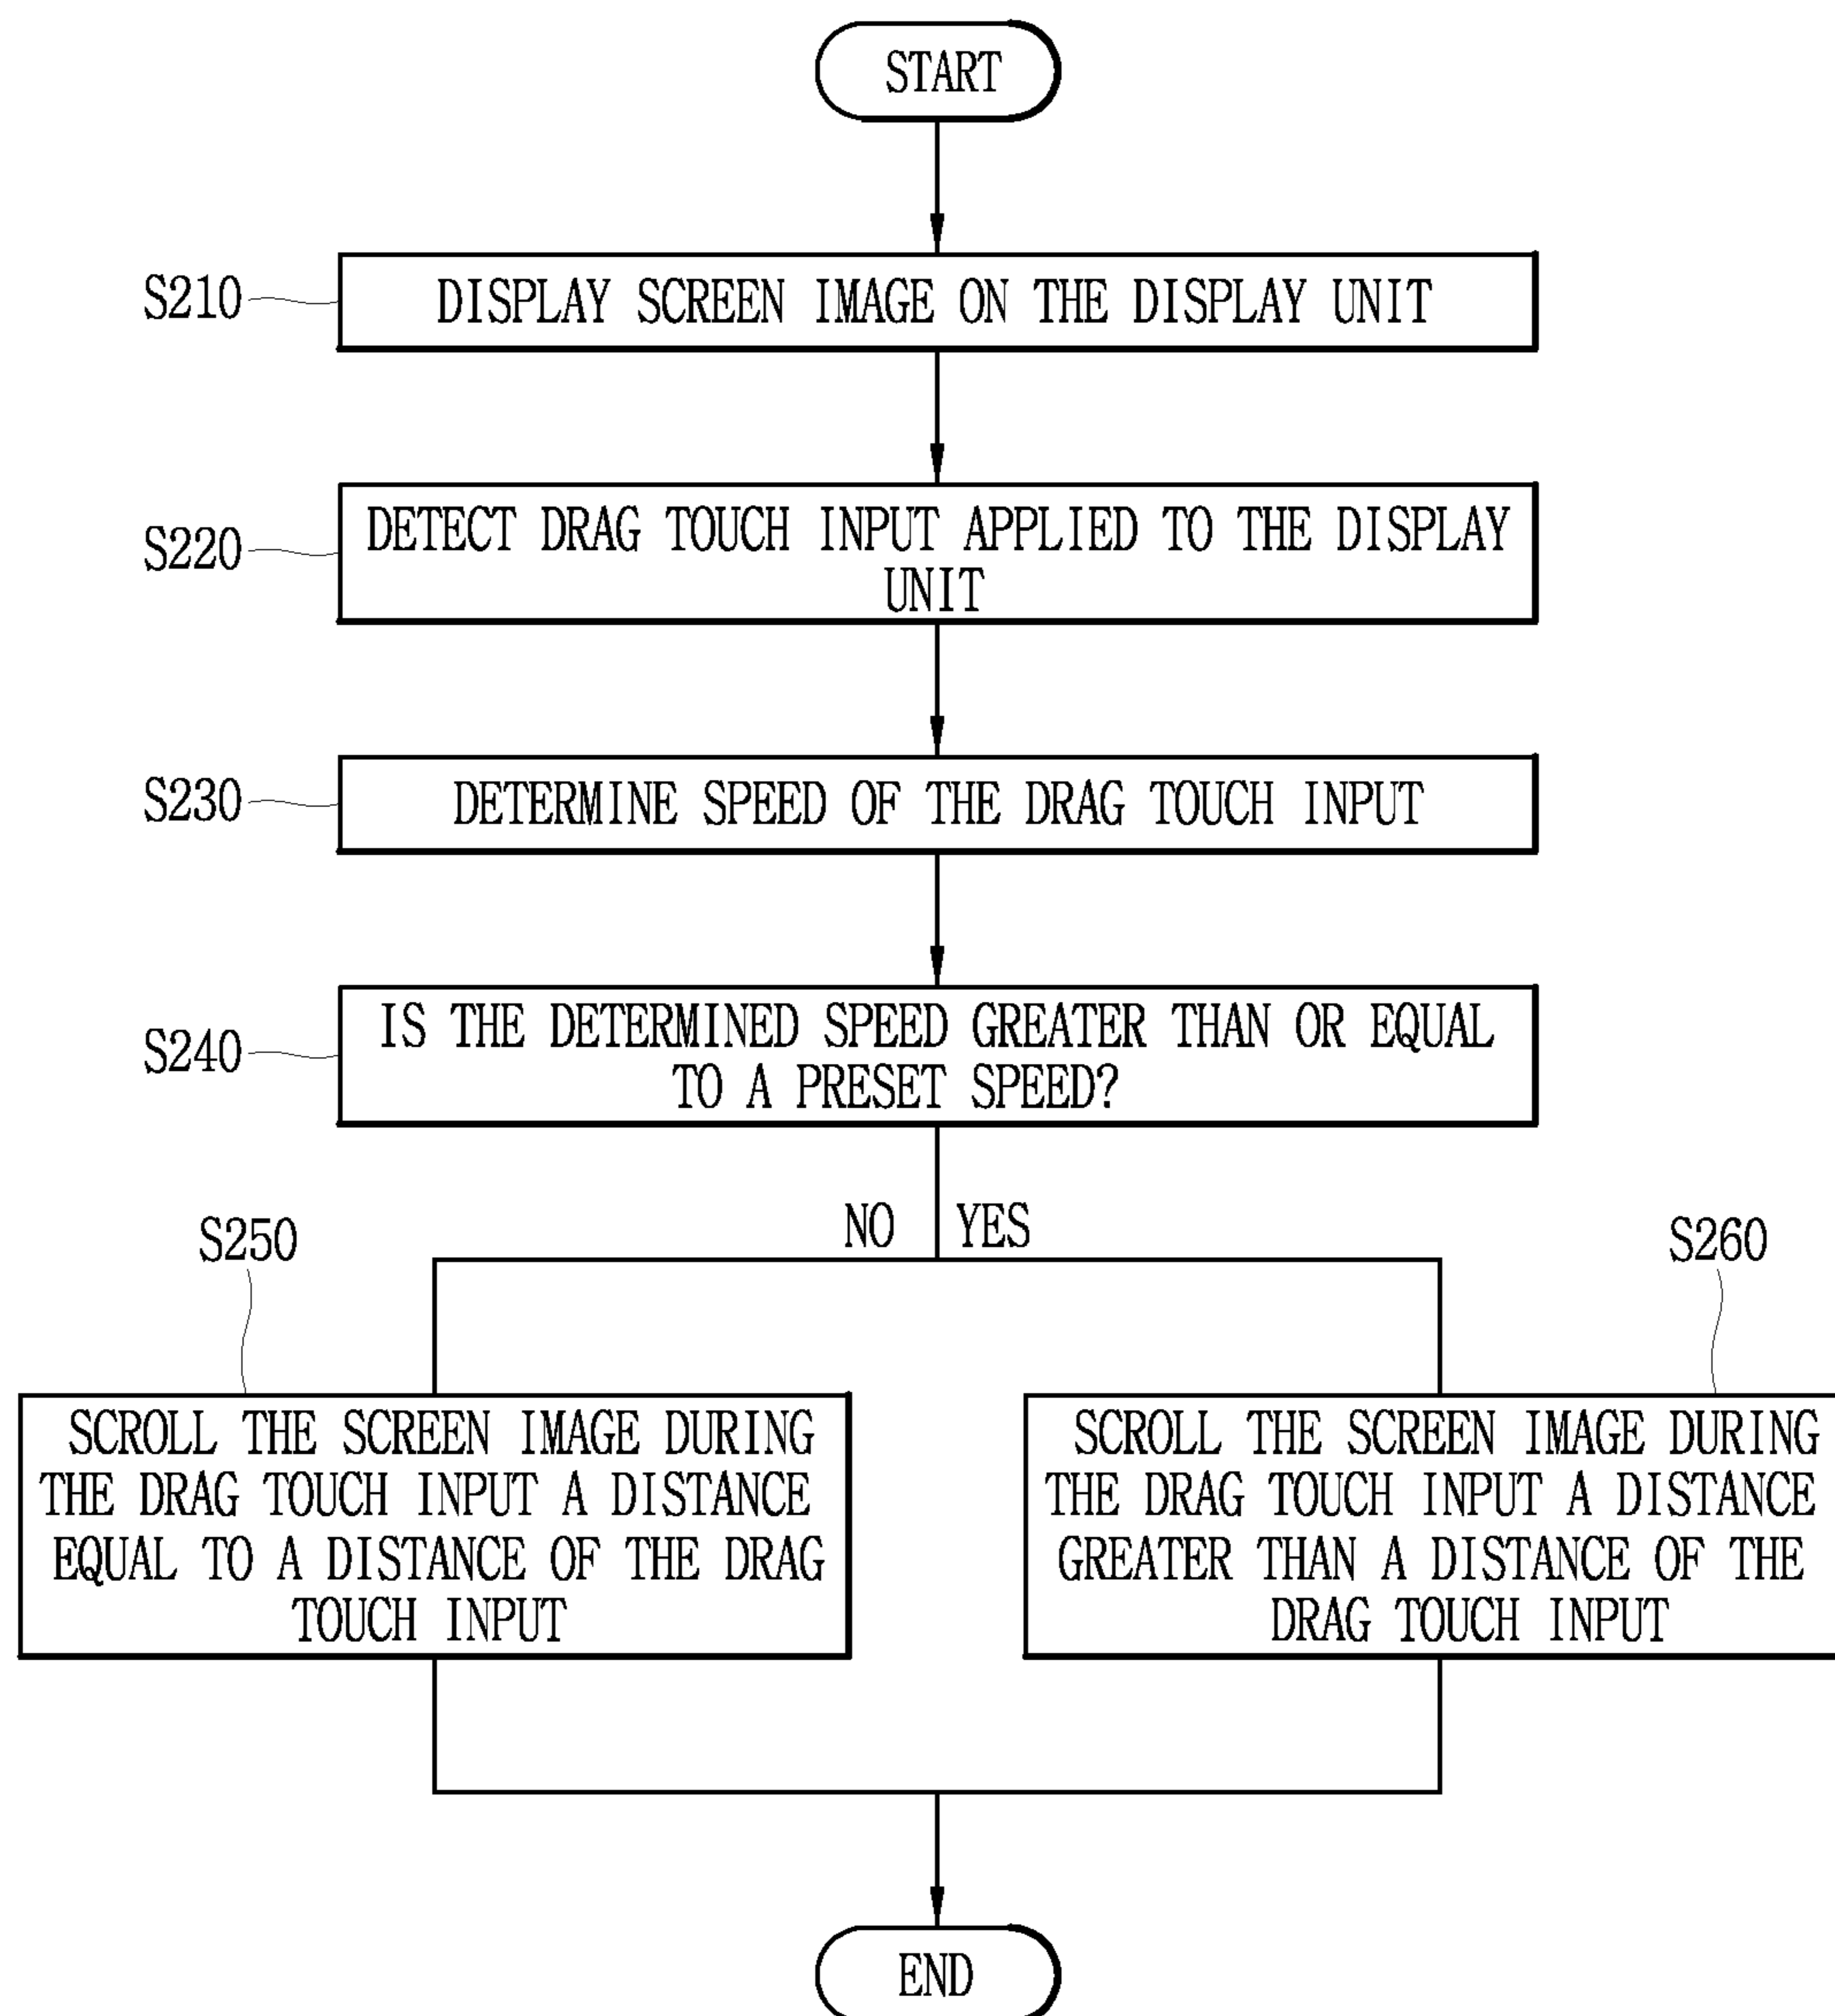 START
S210
DISPLAY SCREEN IMAGE ON THE DISPLAY UNIT
S220
DETECT DRAG TOUCH INPUT APPLIED TO THE DISPLAY
UNIT
S230
DETERMINE SPEED OF THE DRAG TOUCH INPUT
S240
IS THE DETERMINED SPEED GREATER THAN OR EQUAL
TO A PRESET SPEED?
NO
YES
S250
SCROLL THE SCREEN IMAGE DURING
THE DRAG TOUCH INPUT A DISTANCE
EQUAL TO A DISTANCE OF THE DRAG
TOUCH INPUT
S260
SCROLL THE SCREEN IMAGE DURING
THE DRAG TOUCH INPUT A DISTANCE
GREATER THAN A DISTANCE OF THE
DRAG TOUCH INPUT
END